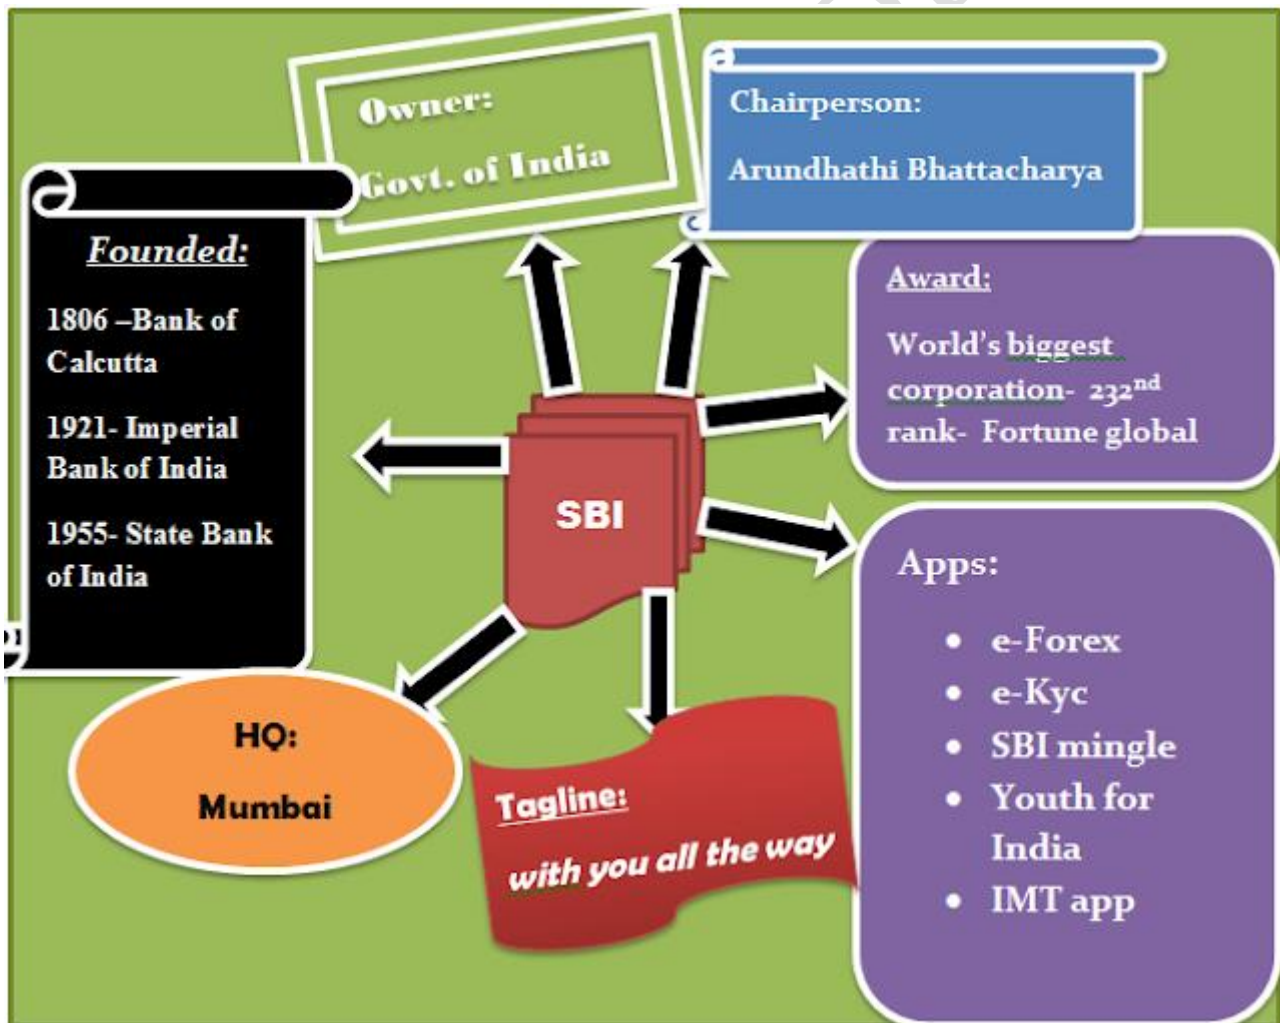 Owner:
Govt. of India
Chairperson:
Arundhathi Bhattacharya
Founded:
1806 –Bank of
Calcutta
1921- Imperial
Bank of India
1955- State Bank
of India
Award:
World's biggest
corporation- 232nd
rank- Fortune global
SBI
Apps:
• e-Forex
• e-Kyc
• SBI mingle
• Youth for
India
• IMT app
HQ:
Mumbai
Tagline:
with you all the way